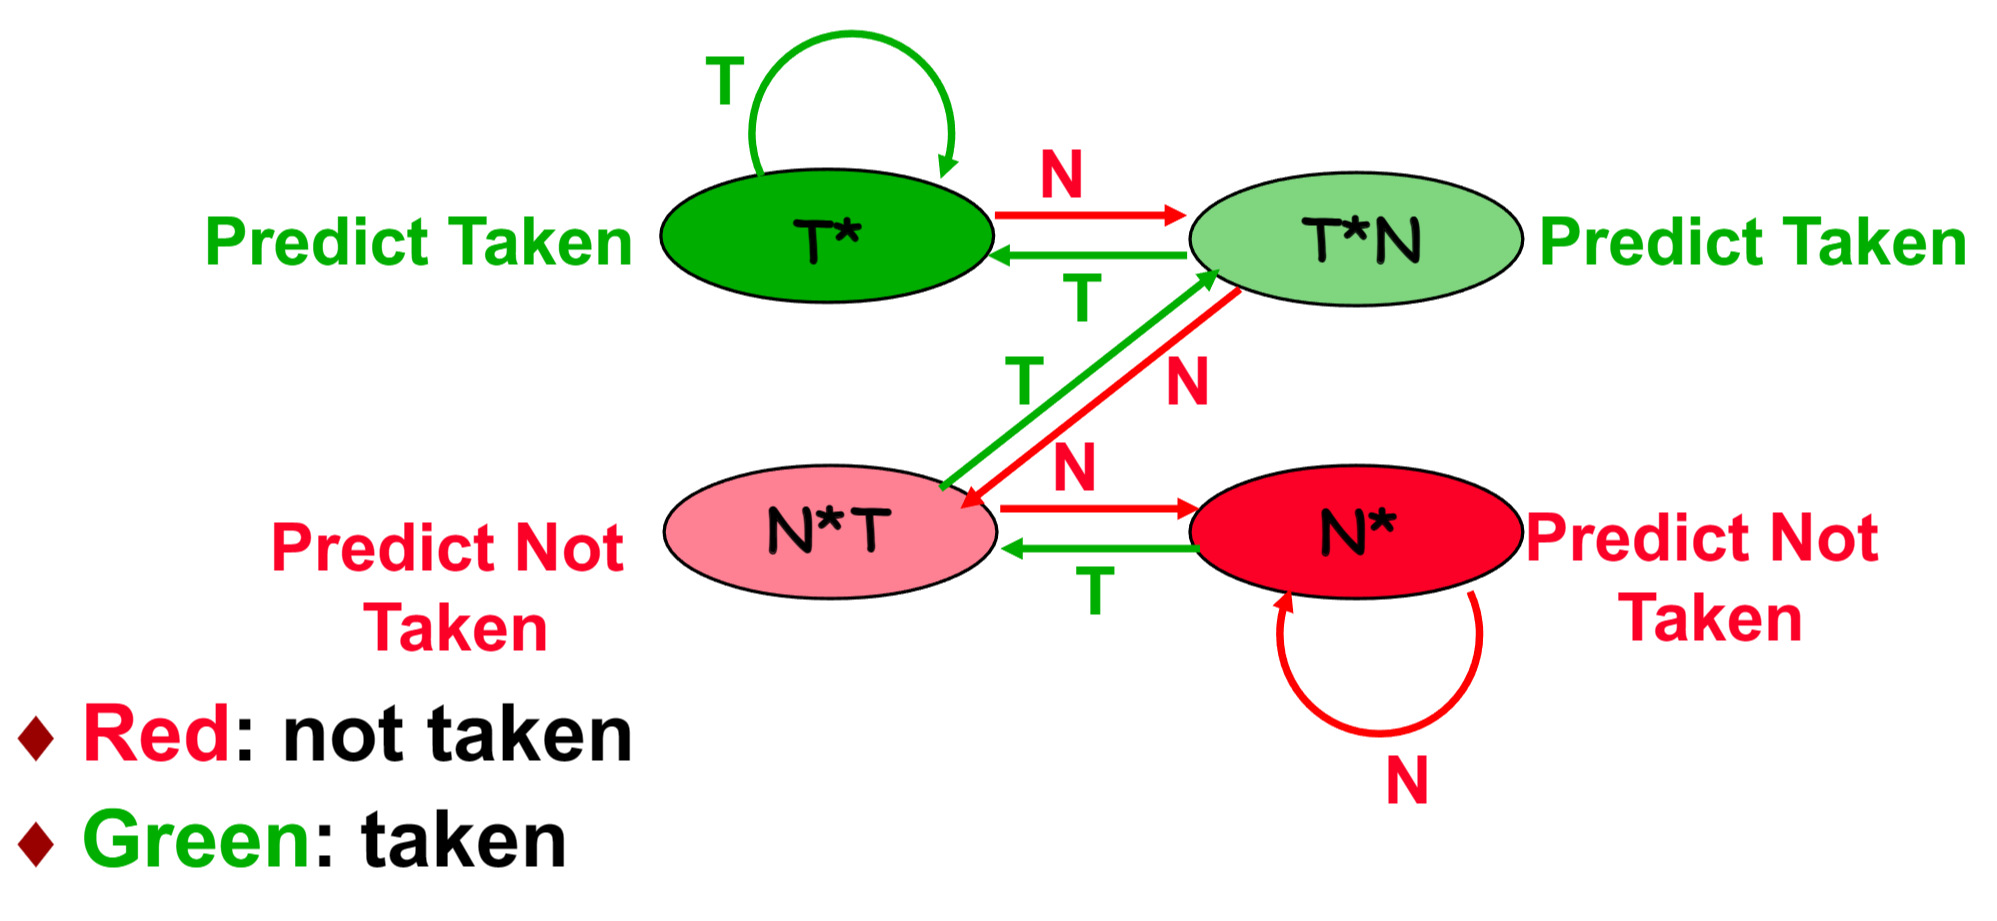 T
N
Predict Taken
T*
T*N
Predict Taken
T
T
N
N
Predict Not
Taken
N*T
N*
Predict Not
Taken
T
N
♦ Red: not taken
♦ Green: taken